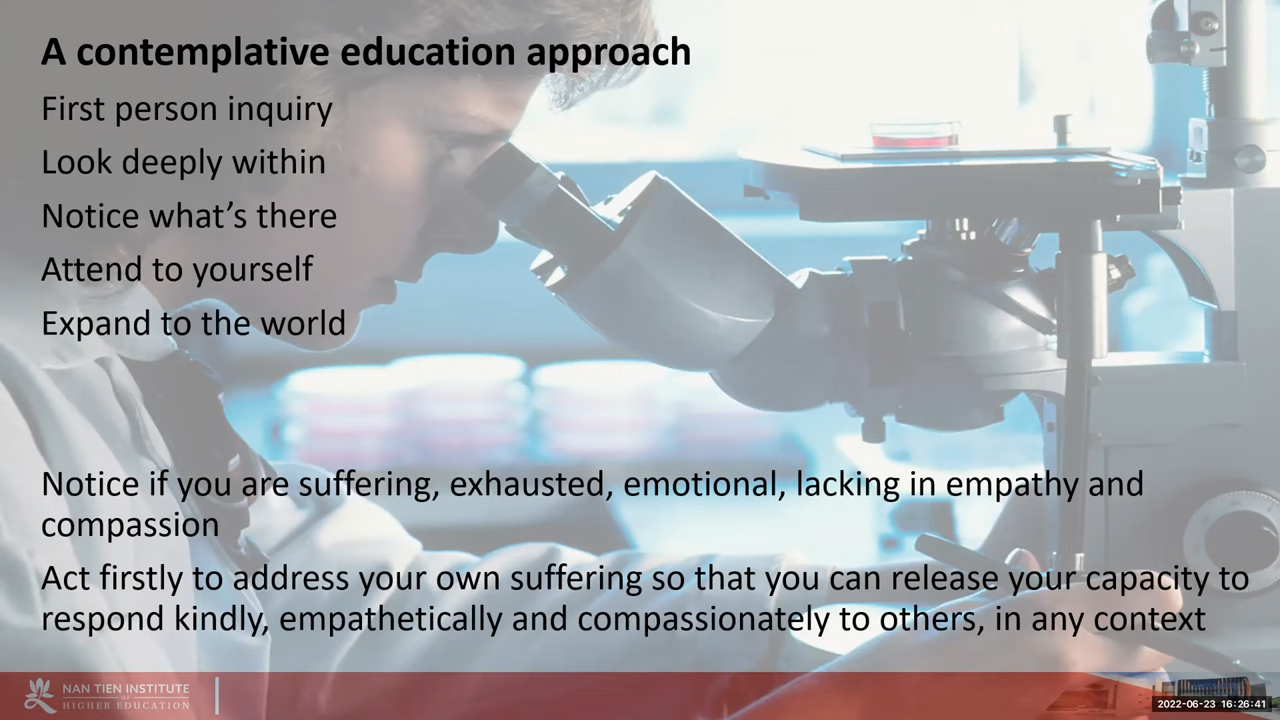 A contemplative education approach
First person inquiry
Look deeply within
Notice what’s there
Attend to yourself
Expand to the world
Notice if you are suffering, exhausted, emotional, lacking in empathy and
compassion
Act firstly to address your own suffering so that you can release your capacity to
respond kindly, empathetically and compassionately to others, in any context
NAN TIEN INSTITUTE
HIGHER EDUCATION
2022-06-23 16:26:41